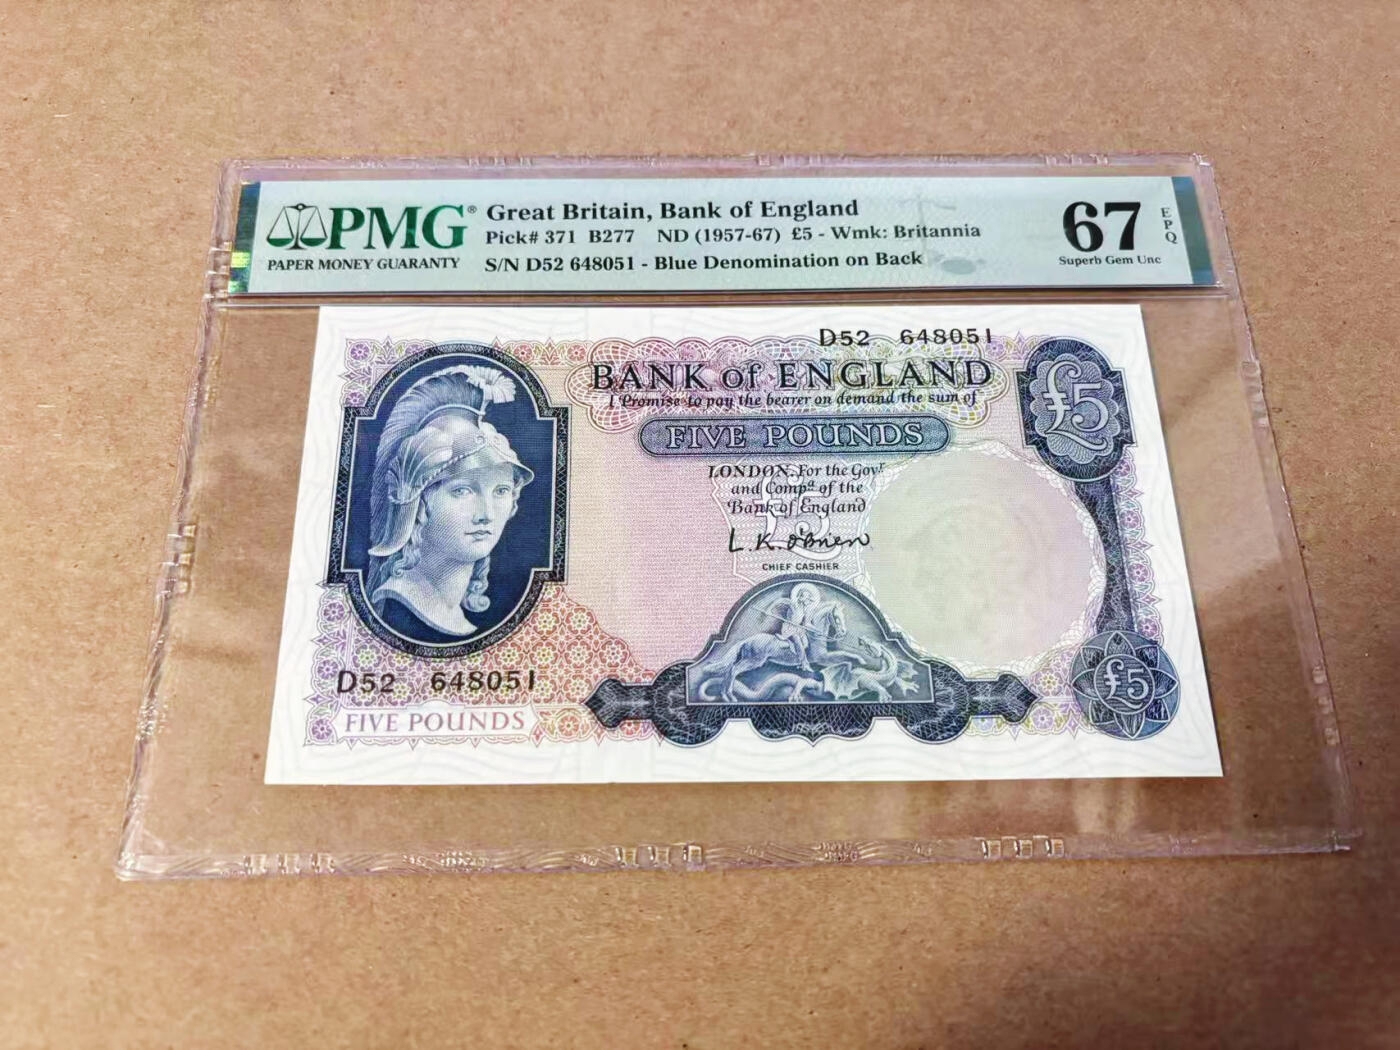 PMG®
PAPER MONEY GUARANTY
Great Britain, Bank of England
Pick# 371 B277 ND (1957-67) £5 - Wmk: Britannia
S/N D52 648051 - Blue Denomination on Back
67
EPQ
Superb Gem Unc
D52 648051
BANK of ENGLAND
I Promise to pay the bearer on demand the sum of
FIVE POUNDS
£5
LONDON, For the Govr
and Compa of the
Bank of England
£5
L.K. O'Brien
CHIEF CASHIER
D52 648051
FIVE POUNDS
£5